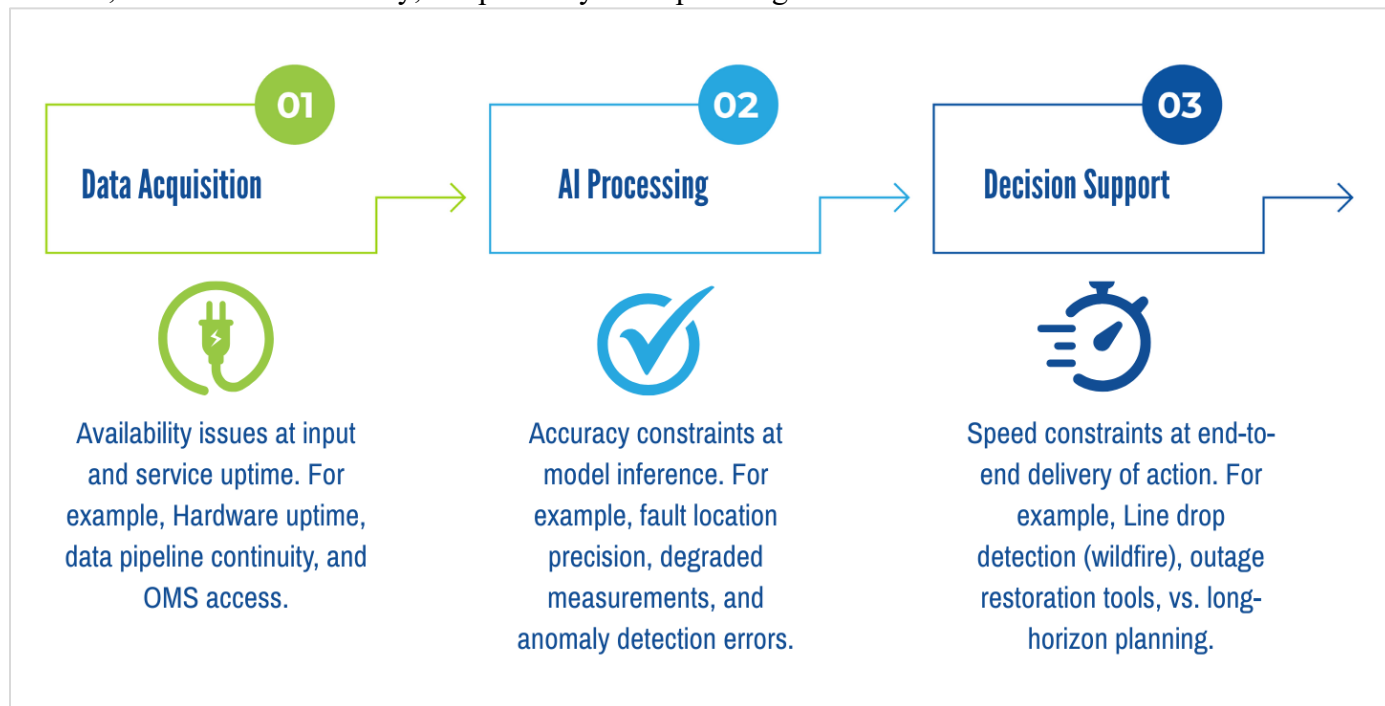 01
Data Acquisition
Availability issues at input
and service uptime. For
example, Hardware uptime,
data pipeline continuity, and
OMS access.
02
AI Processing
Accuracy constraints at
model inference. For
example, fault location
precision, degraded
measurements, and
anomaly detection errors.
03
Decision Support
Speed constraints at end-to-
end delivery of action. For
example, Line drop
detection (wildfire), outage
restoration tools, vs. long-
horizon planning.